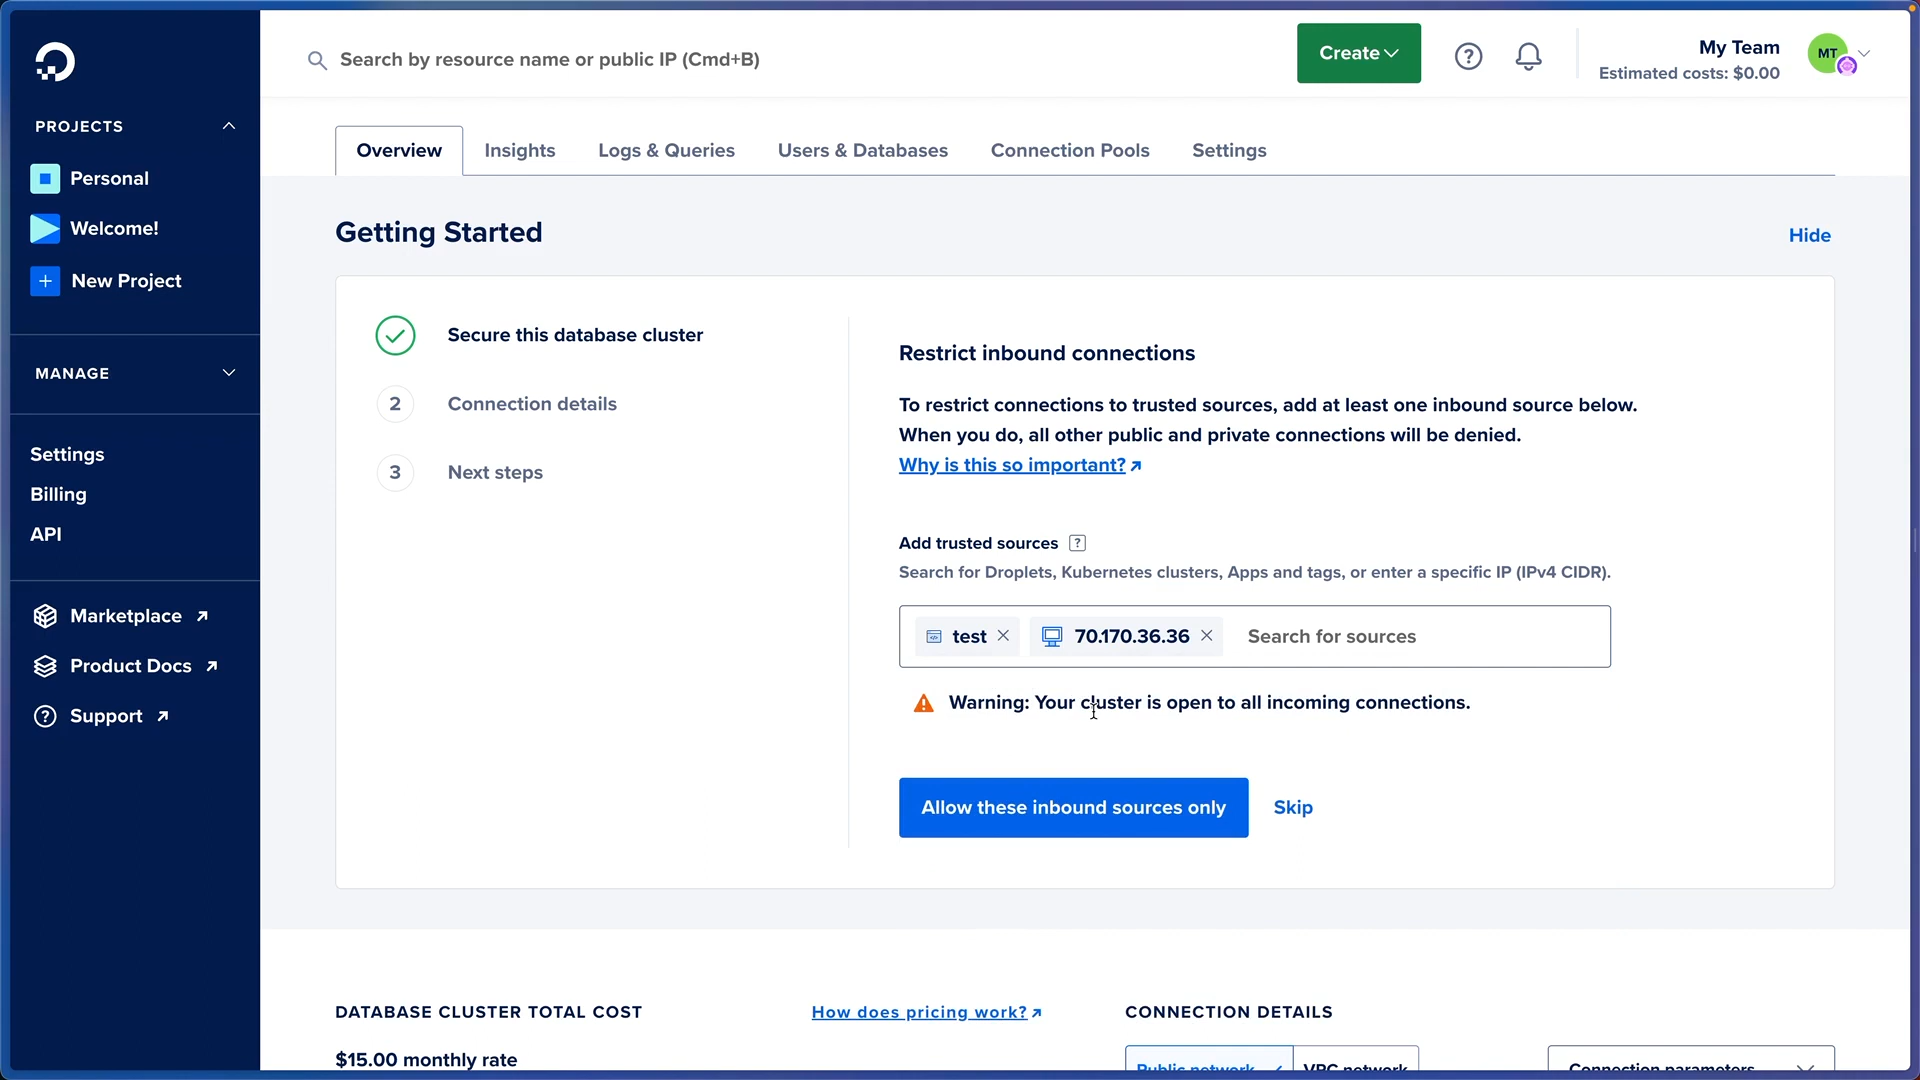 Search by resource name or public IP (Cmd+B)
Create
?
My Team
Estimated costs: $0.00
MT
PROJECTS
Personal
Welcome!
New Project
MANAGE
Settings
Billing
API
Marketplace
Product Docs
Support
Overview
Insights
Logs & Queries
Users & Databases
Connection Pools
Settings
Getting Started
Hide
Secure this database cluster
2 Connection details
3 Next steps
Restrict inbound connections
To restrict connections to trusted sources, add at least one inbound source below.
When you do, all other public and private connections will be denied.
Why is this so important?
Add trusted sources ?
Search for Droplets, Kubernetes clusters, Apps and tags, or enter a specific IP (IPv4 CIDR).
test
70.170.36.36
Search for sources
Warning: Your cluster is open to all incoming connections.
Allow these inbound sources only
Skip
DATABASE CLUSTER TOTAL COST
How does pricing work?
$15.00 monthly rate
CONNECTION DETAILS
Public network
VPC network
Connection parameters